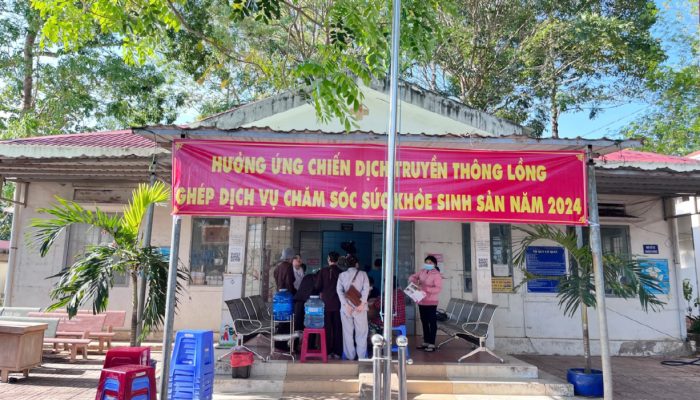 HƯỞNG ỨNG CHIẾN DỊCH TRUYỀN THÔNG LỒNG
GHÉP DỊCH VỤ CHĂM SÓC SỨC KHỎE SINH SẢN NĂM 2024